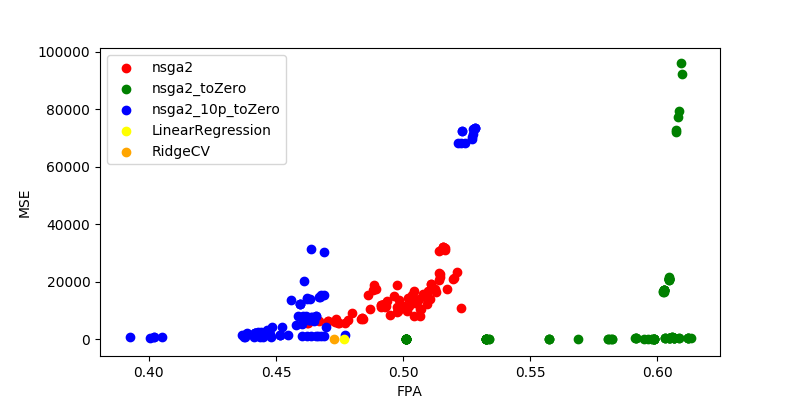 100000
80000
60000
40000
20000
0
MSE
nsga2
nsga2_toZero
nsga2_10p_toZero
LinearRegression
RidgeCV
0.40 0.45 0.50 0.55 0.60
FPA